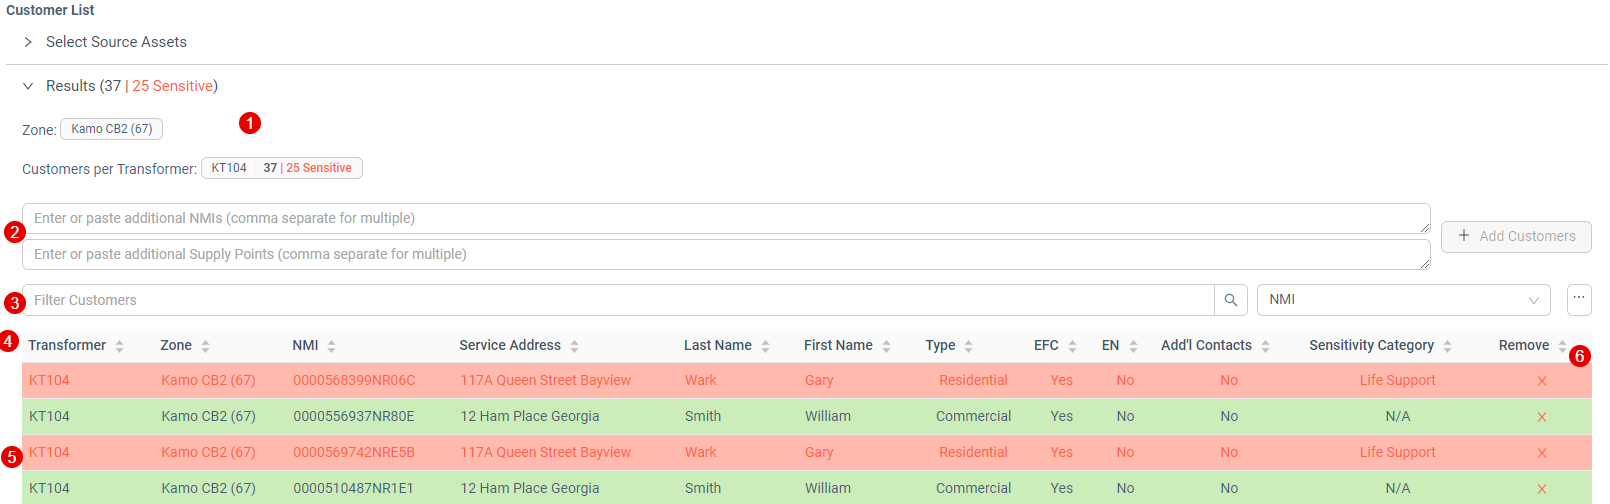 Customer List
Select Source Assets
Results (37 | 25 Sensitive)
1
Zone: Kamo CB2 (67)
Customers per Transformer: KT104 37 | 25 Sensitive
Enter or paste additional NMIs (comma separate for multiple)
2
+ Add Customers
Enter or paste additional Supply Points (comma separate for multiple)
3 Filter Customers NMI ...
4 Transformer Zone NMI Service Address Last Name First Name Type EFC EN Add'l Contacts Sensitivity Category Remove 6
KT104 Kamo CB2 (67) 0000568399NR06C 117A Queen Street Bayview Wark Gary Residential Yes No No Life Support X
KT104 Kamo CB2 (67) 0000556937NR80E 12 Ham Place Georgia Smith William Commercial Yes No No N/A X
5 KT104 Kamo CB2 (67) 0000569742NRE5B 117A Queen Street Bayview Wark Gary Residential Yes No No Life Support X
KT104 Kamo CB2 (67) 0000510487NR1E1 12 Ham Place Georgia Smith William Commercial Yes No No N/A X